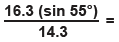 16.3 (sin 55°)
14.3 =